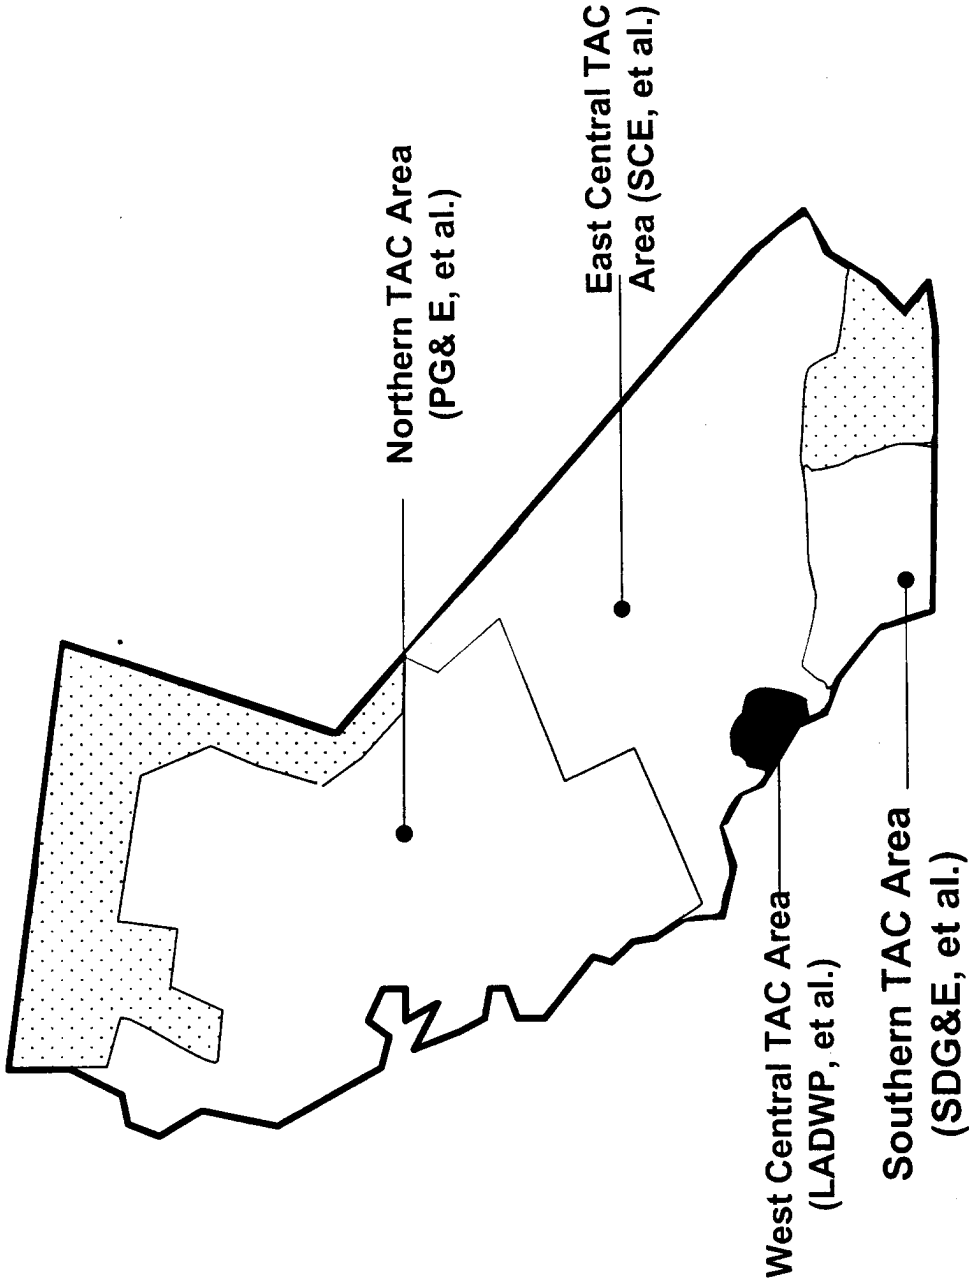 Northern TAC Area
(PG& E, et al.)
East Central TAC
Area (SCE, et al.)
West Central TAC Area
(LADWP, et al.)
Southern TAC Area
(SDG&E, et al.)